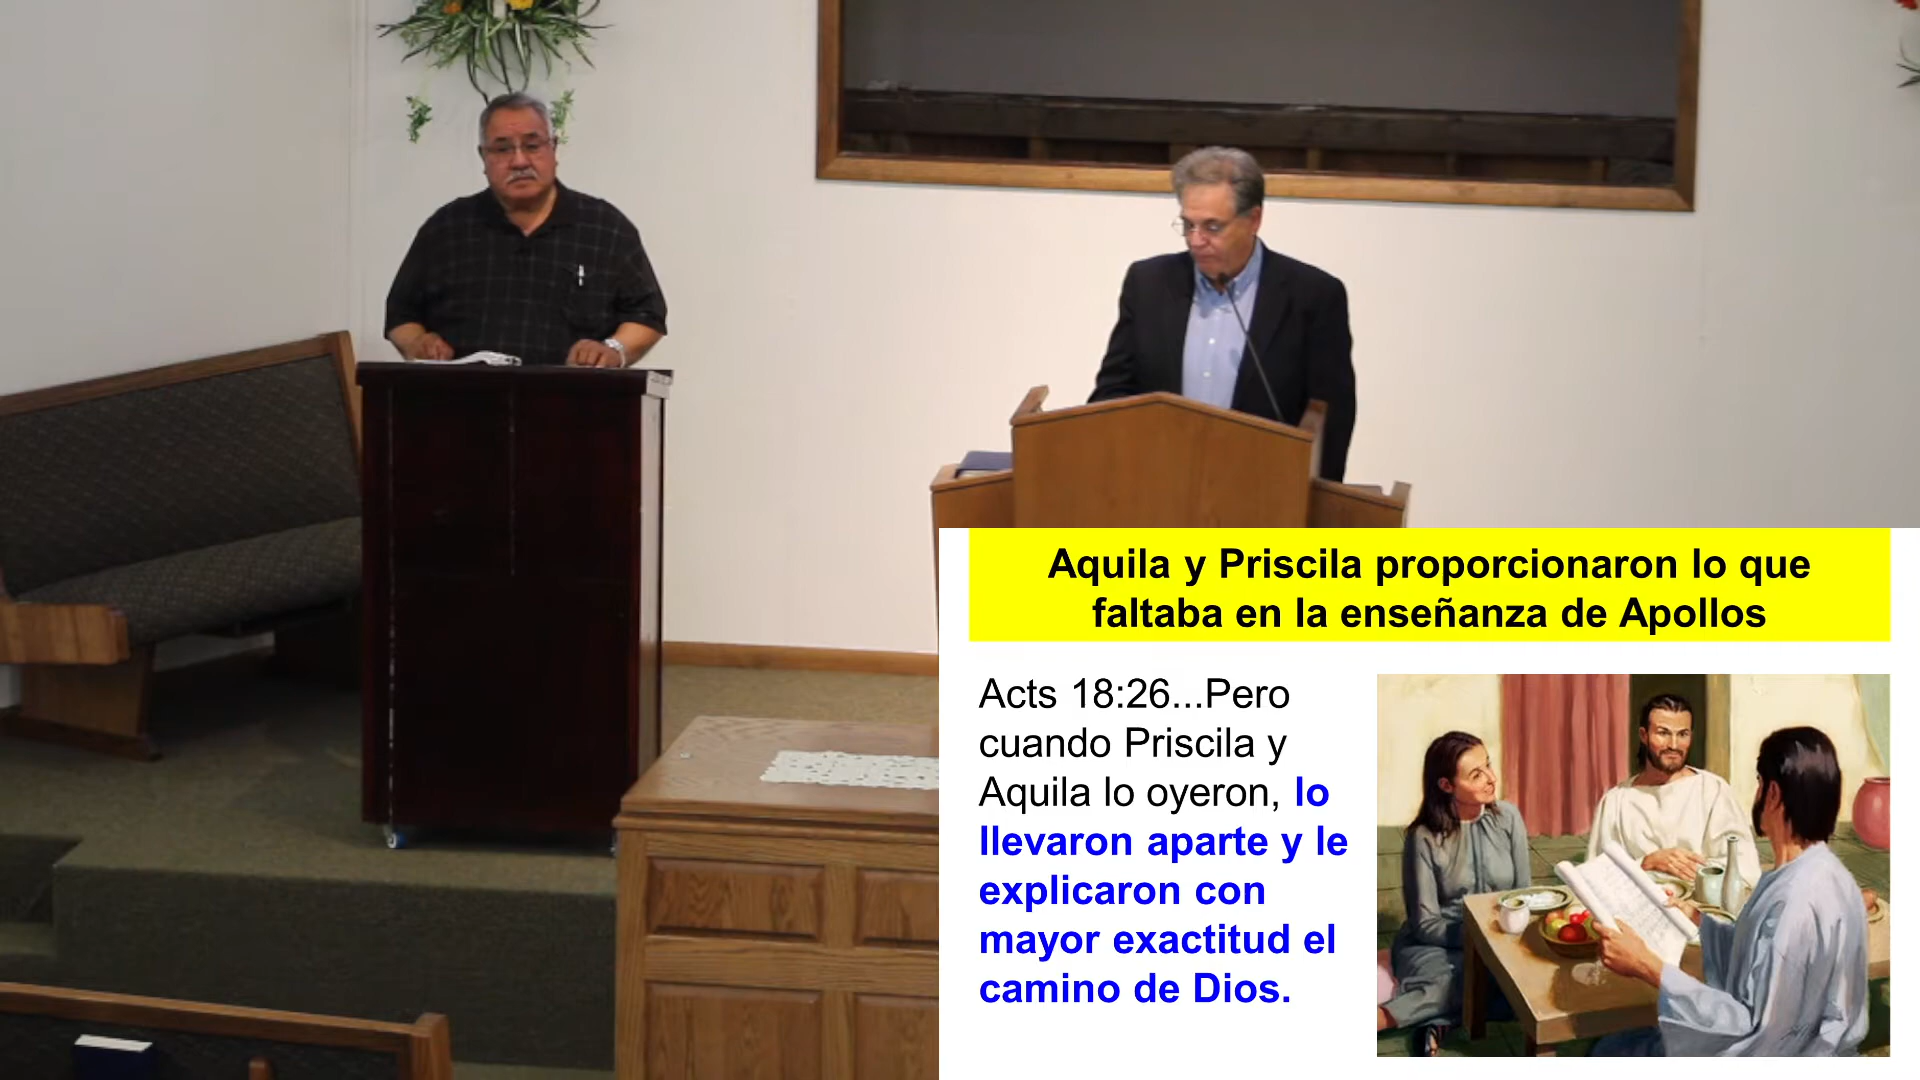 Aquila y Priscila proporcionaron lo que
faltaba en la enseñanza de Apollos
Acts 18:26...Pero
cuando Priscila y
Aquila lo oyeron, lo
llevaron aparte y le
explicaron con
mayor exactitud el
camino de Dios.